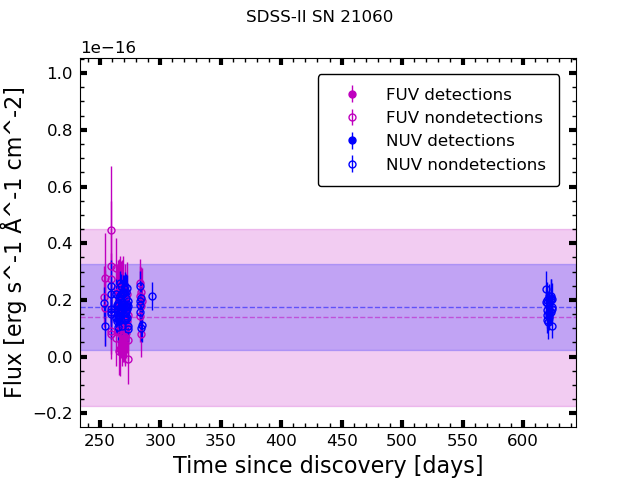 SDSS-II SN 21060
1e−16
1.0
0.8
0.6
0.4
0.2
0.0
−0.2
Flux [erg s^-1 Å^-1 cm^-2]
FUV detections
FUV nondetections
NUV detections
NUV nondetections
250 300 350 400 450 500 550 600
Time since discovery [days]